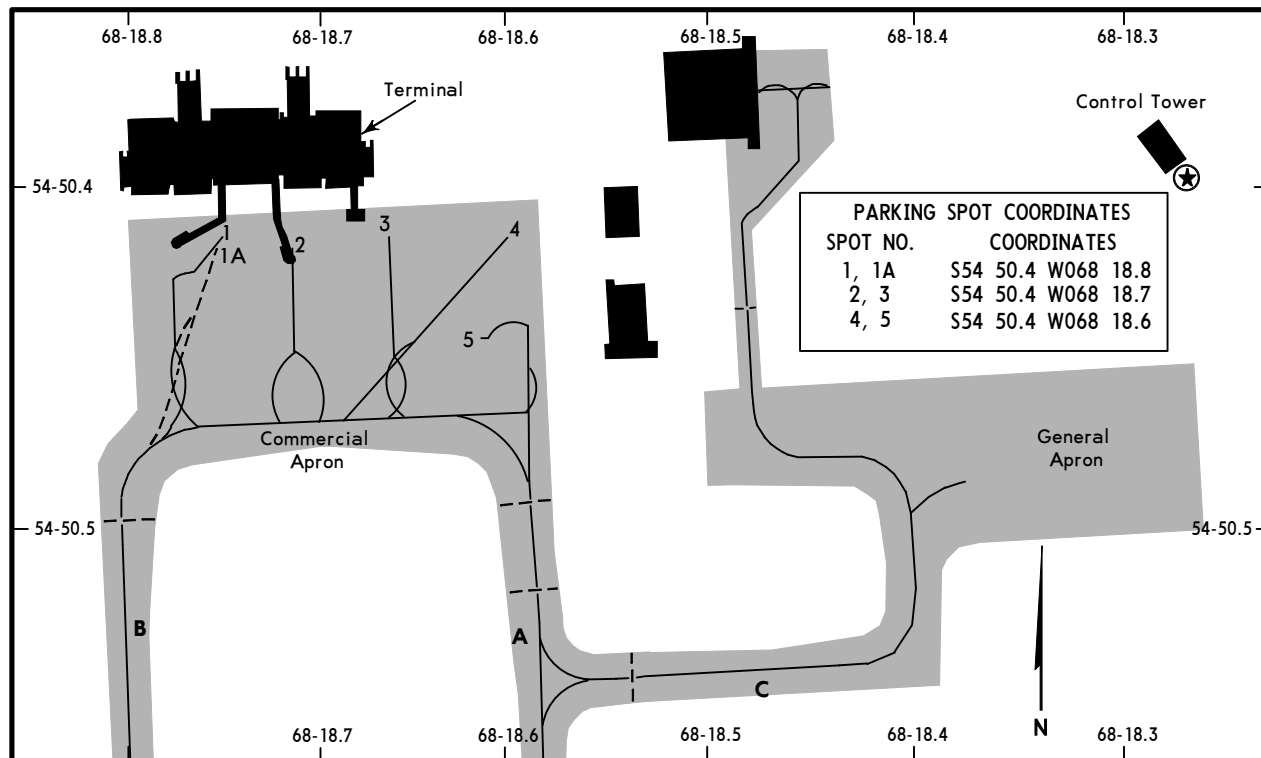 68-18.8 68-18.7 68-18.6 68-18.5 68-18.4 68-18.3
Terminal
Control Tower
54-50.4
PARKING SPOT COORDINATES
SPOT NO. COORDINATES
1, 1A S54 50.4 W068 18.8
2, 3 S54 50.4 W068 18.7
4, 5 S54 50.4 W068 18.6
1
1A
2
3
4
5
Commercial
Apron
General
Apron
54-50.5
54-50.5
B
A
C
N
68-18.7 68-18.6 68-18.5 68-18.4 68-18.3